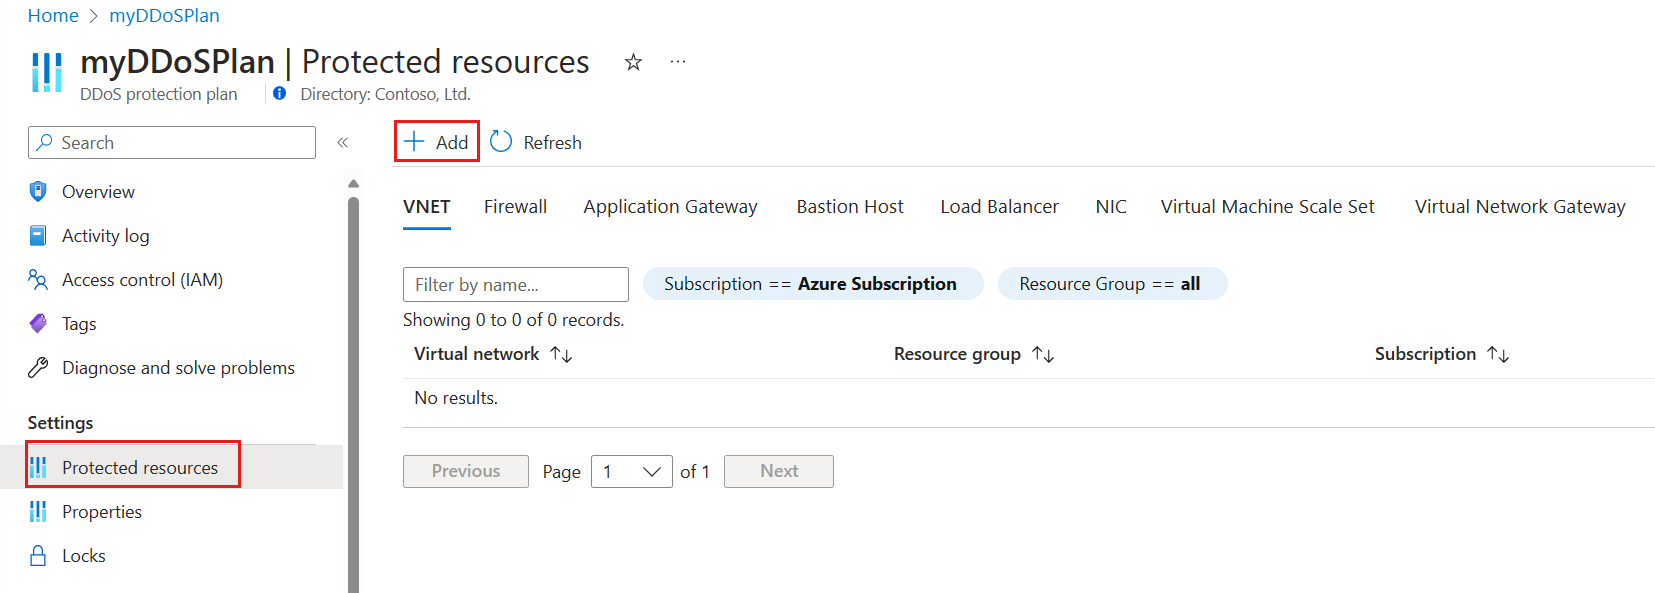 Home > myDDoSPlan
myDDoSPlan | Protected resources
DDoS protection plan
Directory: Contoso, Ltd.
Search
«
Overview
Activity log
Access control (IAM)
Tags
Diagnose and solve problems
Settings
Protected resources
Properties
Locks
Add Refresh
VNET Firewall Application Gateway Bastion Host Load Balancer NIC Virtual Machine Scale Set Virtual Network Gateway
Filter by name... Subscription == Azure Subscription Resource Group == all
Showing 0 to 0 of 0 records.
Virtual network ↑↓ Resource group ↑↓ Subscription ↑↓
No results.
Previous Page 1 of 1 Next